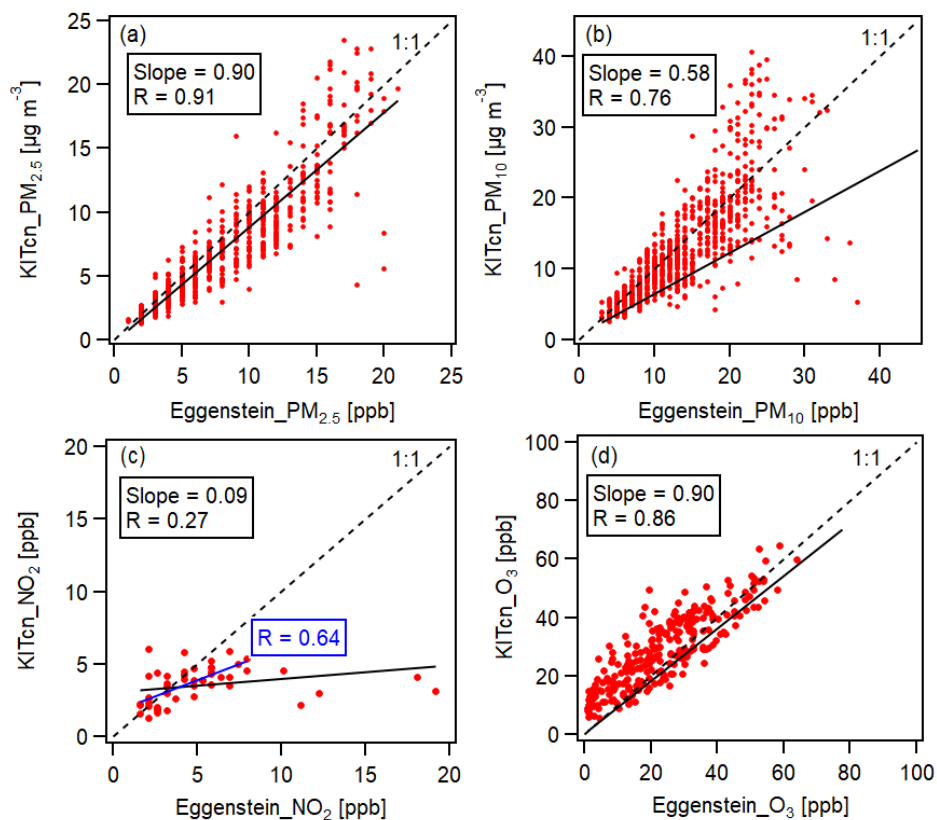 (a)
1:1
Slope = 0.90
R = 0.91
KITcn_PM2.5 [µg m-3]
25
20
15
10
5
0
0 5 10 15 20 25
Eggenstein_PM2.5 [ppb]
(b)
1:1
Slope = 0.58
R = 0.76
KITcn_PM10 [µg m-3]
40
30
20
10
0
0 10 20 30 40
Eggenstein_PM10 [ppb]
(c)
1:1
Slope = 0.09
R = 0.27
R = 0.64
KITcn_NO2 [ppb]
20
15
10
5
0
0 5 10 15 20
Eggenstein_NO2 [ppb]
(d)
1:1
Slope = 0.90
R = 0.86
KITcn_O3 [ppb]
100
80
60
40
20
0
0 20 40 60 80 100
Eggenstein_O3 [ppb]